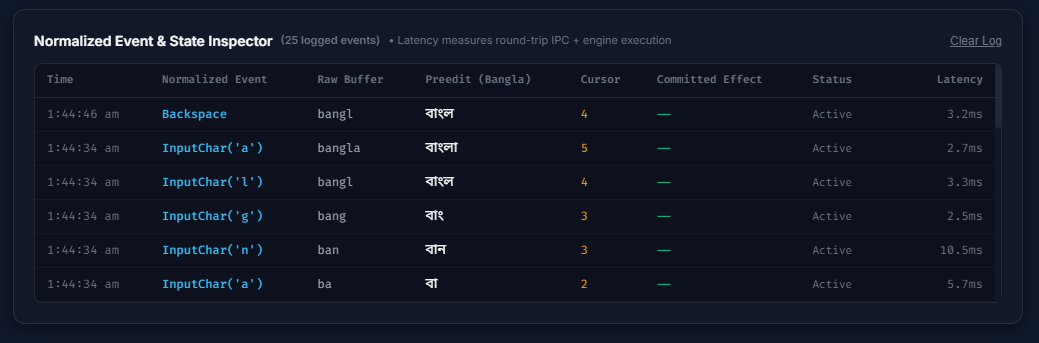 Normalized Event & State Inspector (25 logged events) • Latency measures round-trip IPC + engine execution Clear Log
Time Normalized Event Raw Buffer Preedit (Bangla) Cursor Committed Effect Status Latency
1:44:46 am Backspace bangl বাংল 4 — Active 3.2ms
1:44:34 am InputChar('a') bangla বাংলা 5 — Active 2.7ms
1:44:34 am InputChar('l') bangl বাংল 4 — Active 3.3ms
1:44:34 am InputChar('g') bang বাং 3 — Active 2.5ms
1:44:34 am InputChar('n') ban বান 3 — Active 10.5ms
1:44:34 am InputChar('a') ba বা 2 — Active 5.7ms